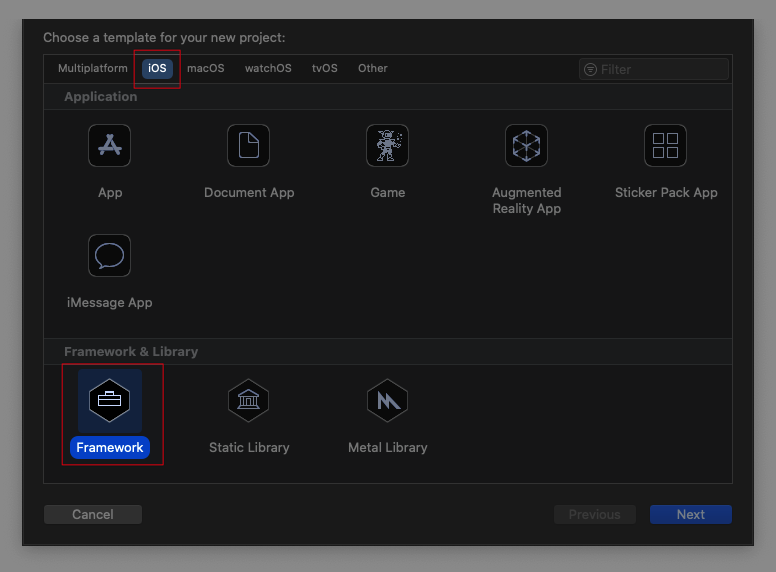 Choose a template for your new project:
Multiplatform iOS macOS watchOS tvOS Other Filter
Application
App Document App Game Augmented Reality App Sticker Pack App
iMessage App
Framework & Library
Framework Static Library Metal Library
Cancel Previous Next